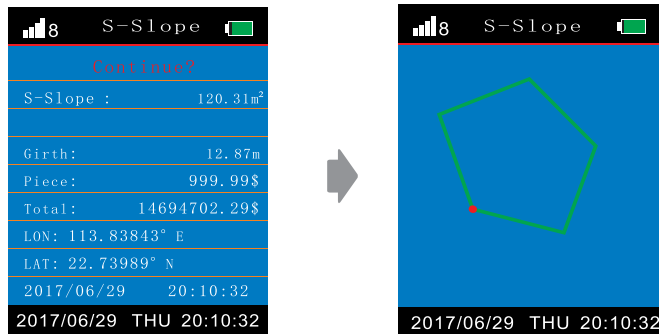 8 S-Slope
Continue?
S-Slope : 120.31m²
Girth: 12.87m
Piece: 999.99$
Total: 14694702.29$
LON: 113.83843° E
LAT: 22.73989° N
2017/06/29 20:10:32
2017/06/29 THU 20:10:32
8 S-Slope
2017/06/29 THU 20:10:32